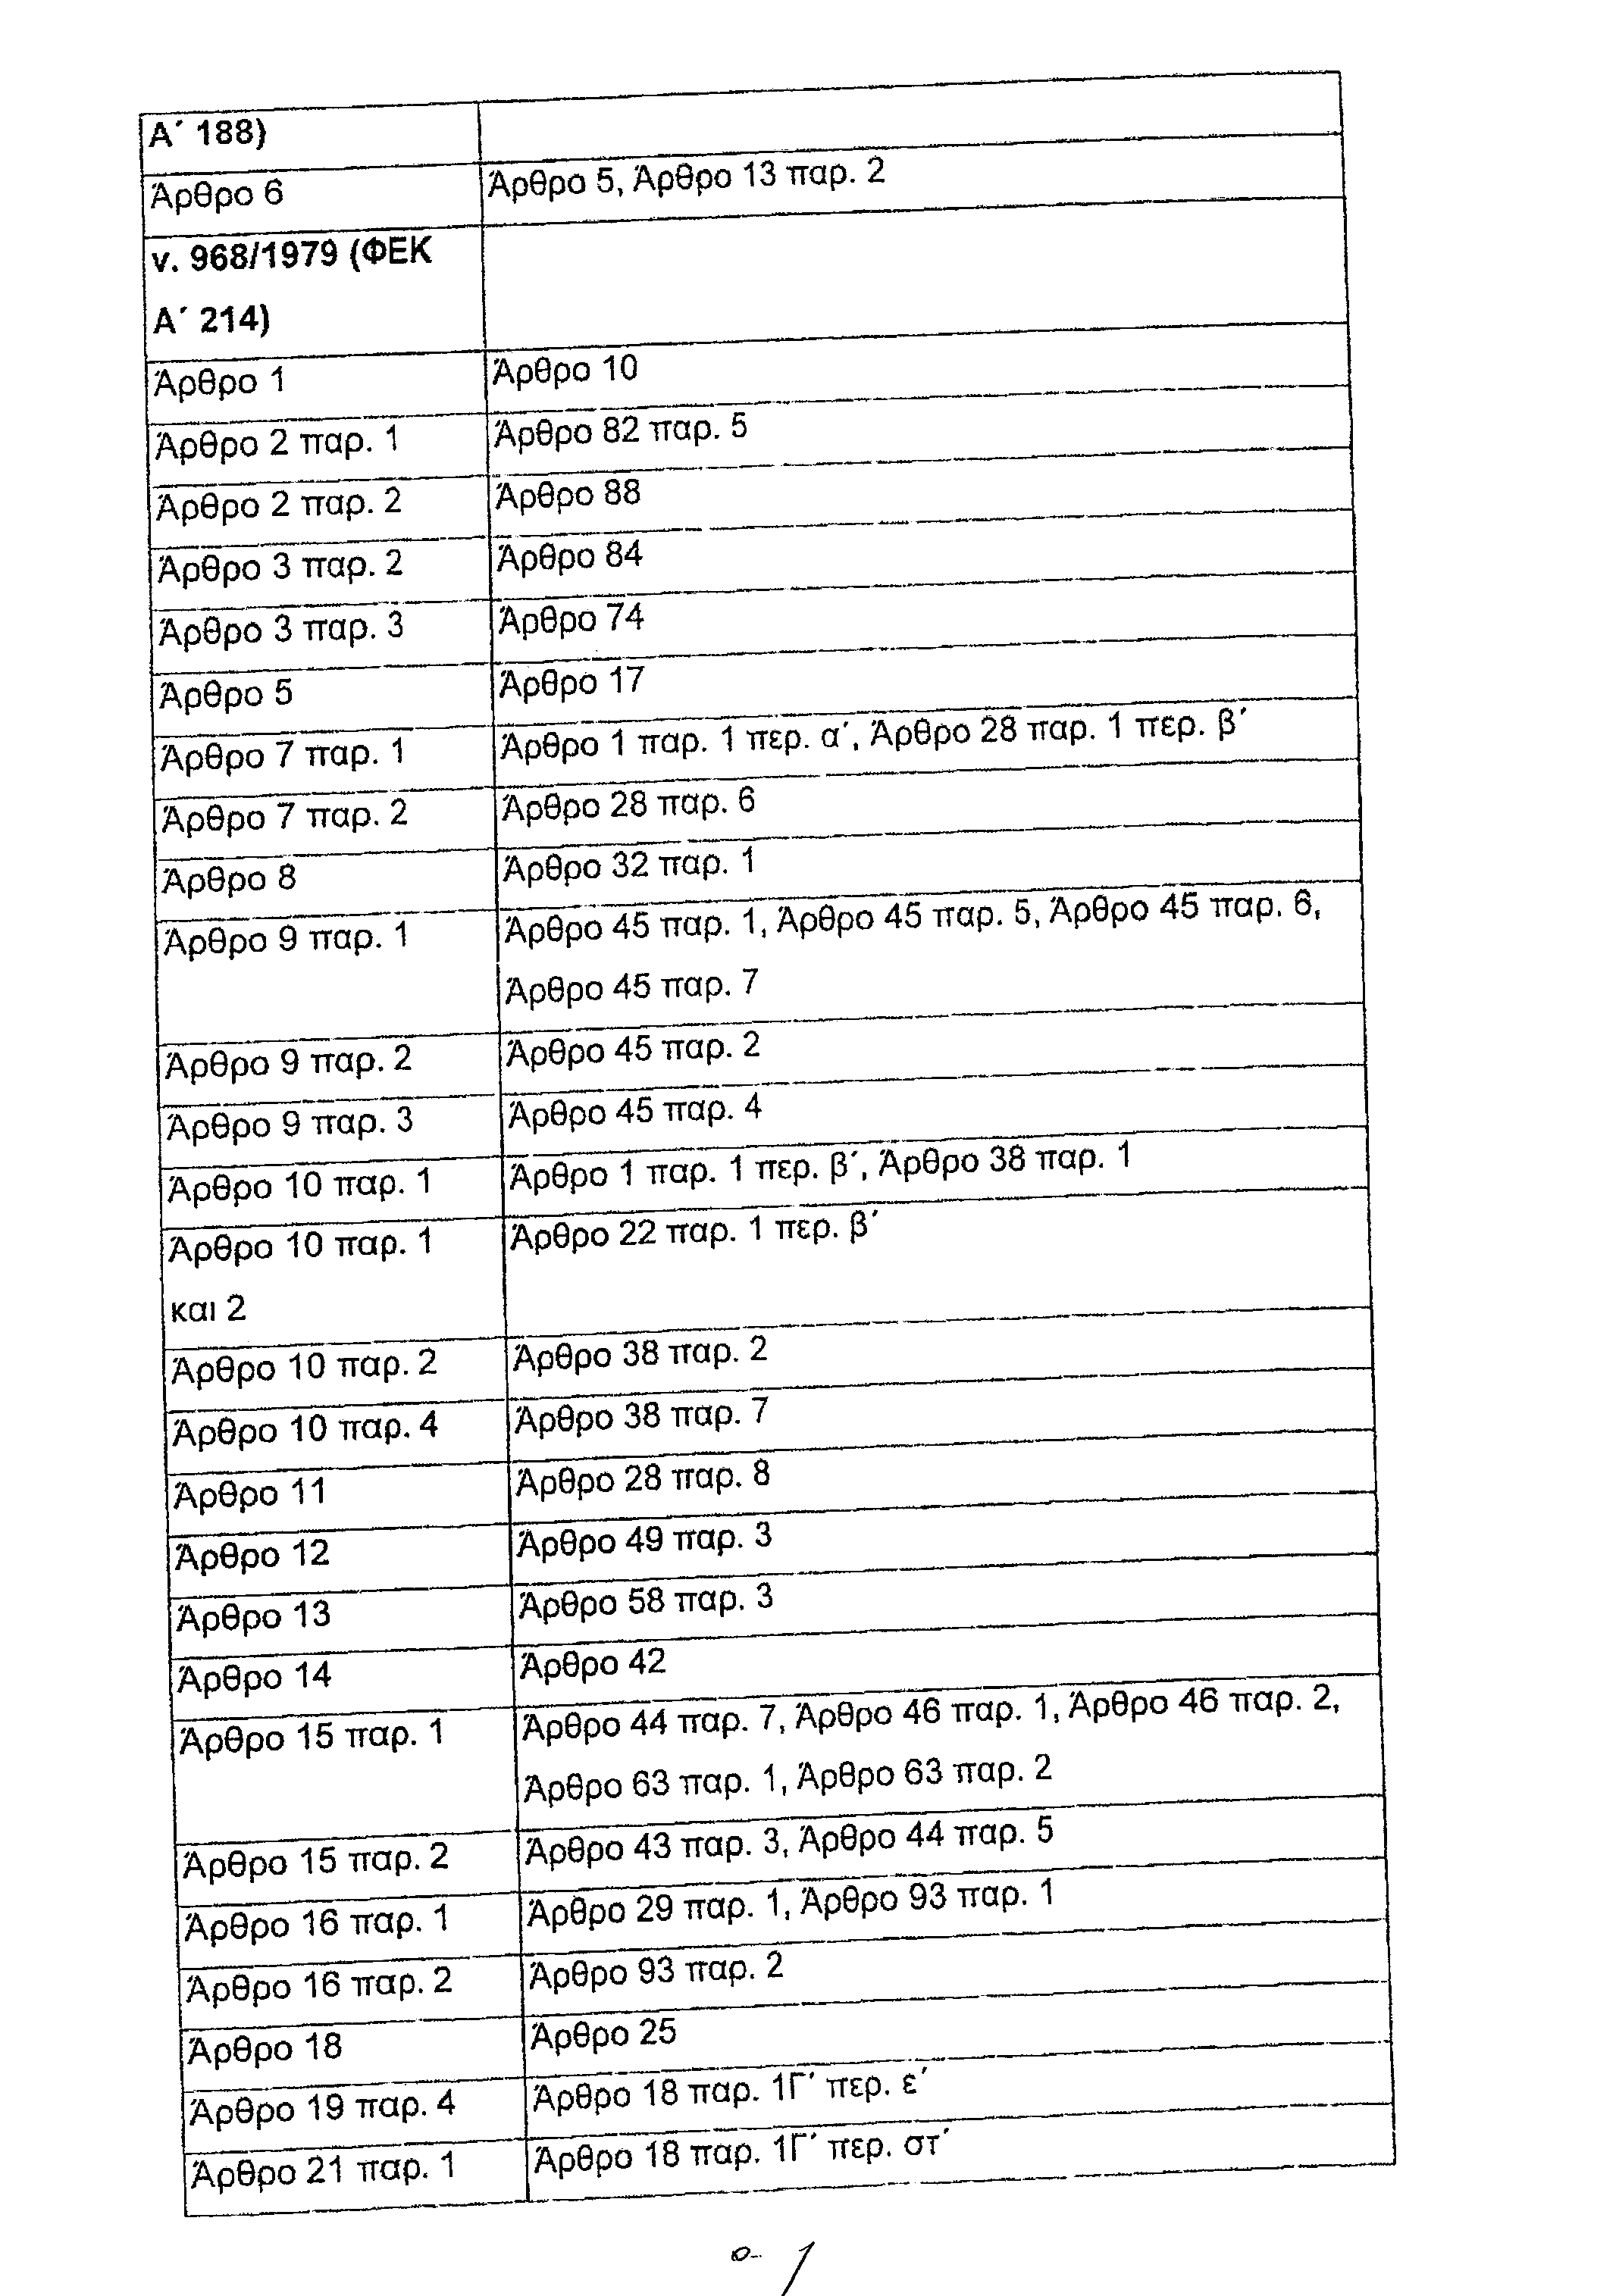 Α΄ 188)
Άρθρο 6 Άρθρο 5, Άρθρο 13 παρ. 2
ν. 968/1979 (ΦΕΚ
Α΄ 214)
Άρθρο 1 Άρθρο 10
Άρθρο 2 παρ. 1 Άρθρο 82 παρ. 5
Άρθρο 2 παρ. 2 Άρθρο 88
Άρθρο 3 παρ. 2 Άρθρο 84
Άρθρο 3 παρ. 3 Άρθρο 74
Άρθρο 5 Άρθρο 17
Άρθρο 7 παρ. 1 Άρθρο 1 παρ. 1 περ. α΄, Άρθρο 28 παρ. 1 περ. β΄
Άρθρο 7 παρ. 2 Άρθρο 28 παρ. 6
Άρθρο 8 Άρθρο 32 παρ. 1
Άρθρο 9 παρ. 1 Άρθρο 45 παρ. 1, Άρθρο 45 παρ. 5, Άρθρο 45 παρ. 6,
Άρθρο 45 παρ. 7
Άρθρο 9 παρ. 2 Άρθρο 45 παρ. 2
Άρθρο 9 παρ. 3 Άρθρο 45 παρ. 4
Άρθρο 10 παρ. 1 Άρθρο 1 παρ. 1 περ. β΄, Άρθρο 38 παρ. 1
Άρθρο 10 παρ. 1 Άρθρο 22 παρ. 1 περ. β΄
και 2
Άρθρο 10 παρ. 2 Άρθρο 38 παρ. 2
Άρθρο 10 παρ. 4 Άρθρο 38 παρ. 7
Άρθρο 11 Άρθρο 28 παρ. 8
Άρθρο 12 Άρθρο 49 παρ. 3
Άρθρο 13 Άρθρο 58 παρ. 3
Άρθρο 14 Άρθρο 42
Άρθρο 15 παρ. 1 Άρθρο 44 παρ. 7, Άρθρο 46 παρ. 1, Άρθρο 46 παρ. 2,
Άρθρο 63 παρ. 1, Άρθρο 63 παρ. 2
Άρθρο 15 παρ. 2 Άρθρο 43 παρ. 3, Άρθρο 44 παρ. 5
Άρθρο 16 παρ. 1 Άρθρο 29 παρ. 1, Άρθρο 93 παρ. 1
Άρθρο 16 παρ. 2 Άρθρο 93 παρ. 2
Άρθρο 18 Άρθρο 25
Άρθρο 19 παρ. 4 Άρθρο 18 παρ. 1Γ΄ περ. ε΄
Άρθρο 21 παρ. 1 Άρθρο 18 παρ. 1Γ΄ περ. στ΄